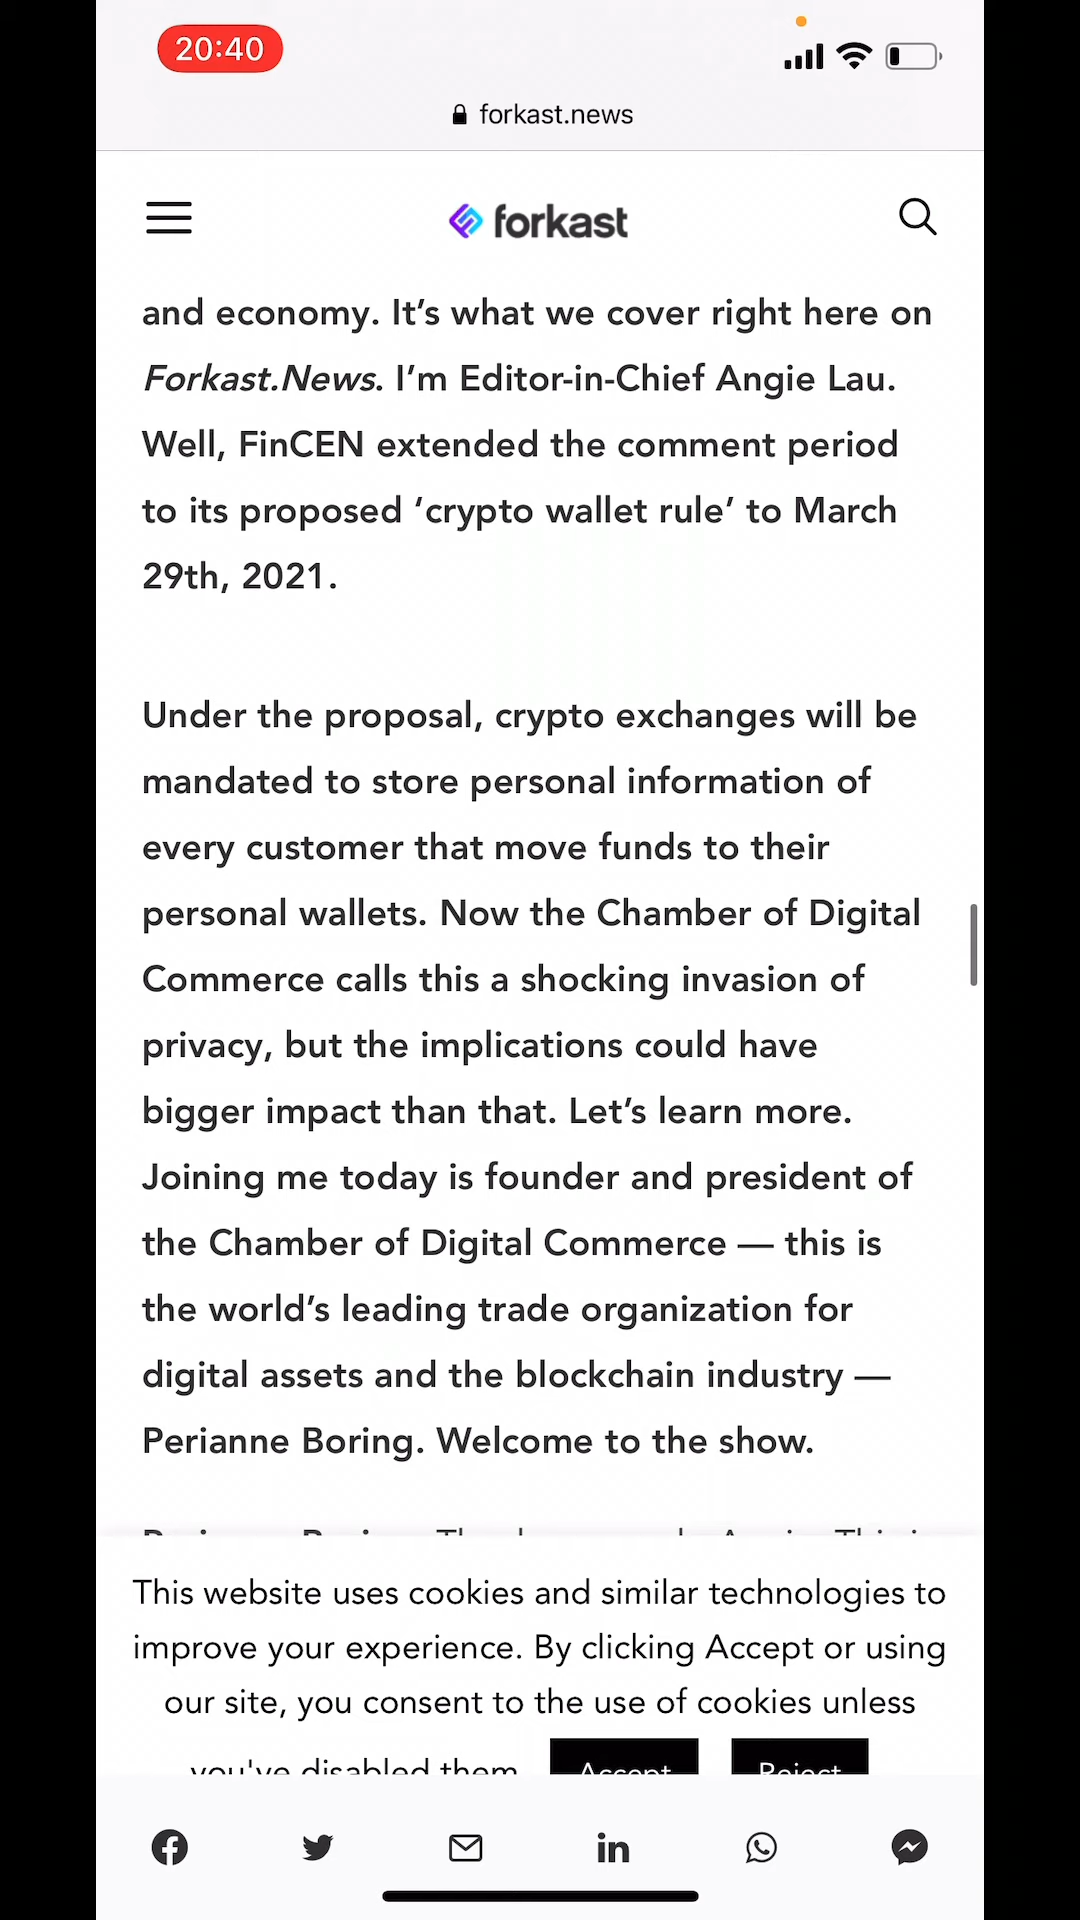 20:40
forkast.news
forkast
and economy. It’s what we cover right here on
Forkast.News. I’m Editor-in-Chief Angie Lau.
Well, FinCEN extended the comment period
to its proposed ‘crypto wallet rule’ to March
29th, 2021.
Under the proposal, crypto exchanges will be
mandated to store personal information of
every customer that move funds to their
personal wallets. Now the Chamber of Digital
Commerce calls this a shocking invasion of
privacy, but the implications could have
bigger impact than that. Let’s learn more.
Joining me today is founder and president of
the Chamber of Digital Commerce — this is
the world’s leading trade organization for
digital assets and the blockchain industry —
Perianne Boring. Welcome to the show.
This website uses cookies and similar technologies to
improve your experience. By clicking Accept or using
our site, you consent to the use of cookies unless
you've disabled them. Accept Reject